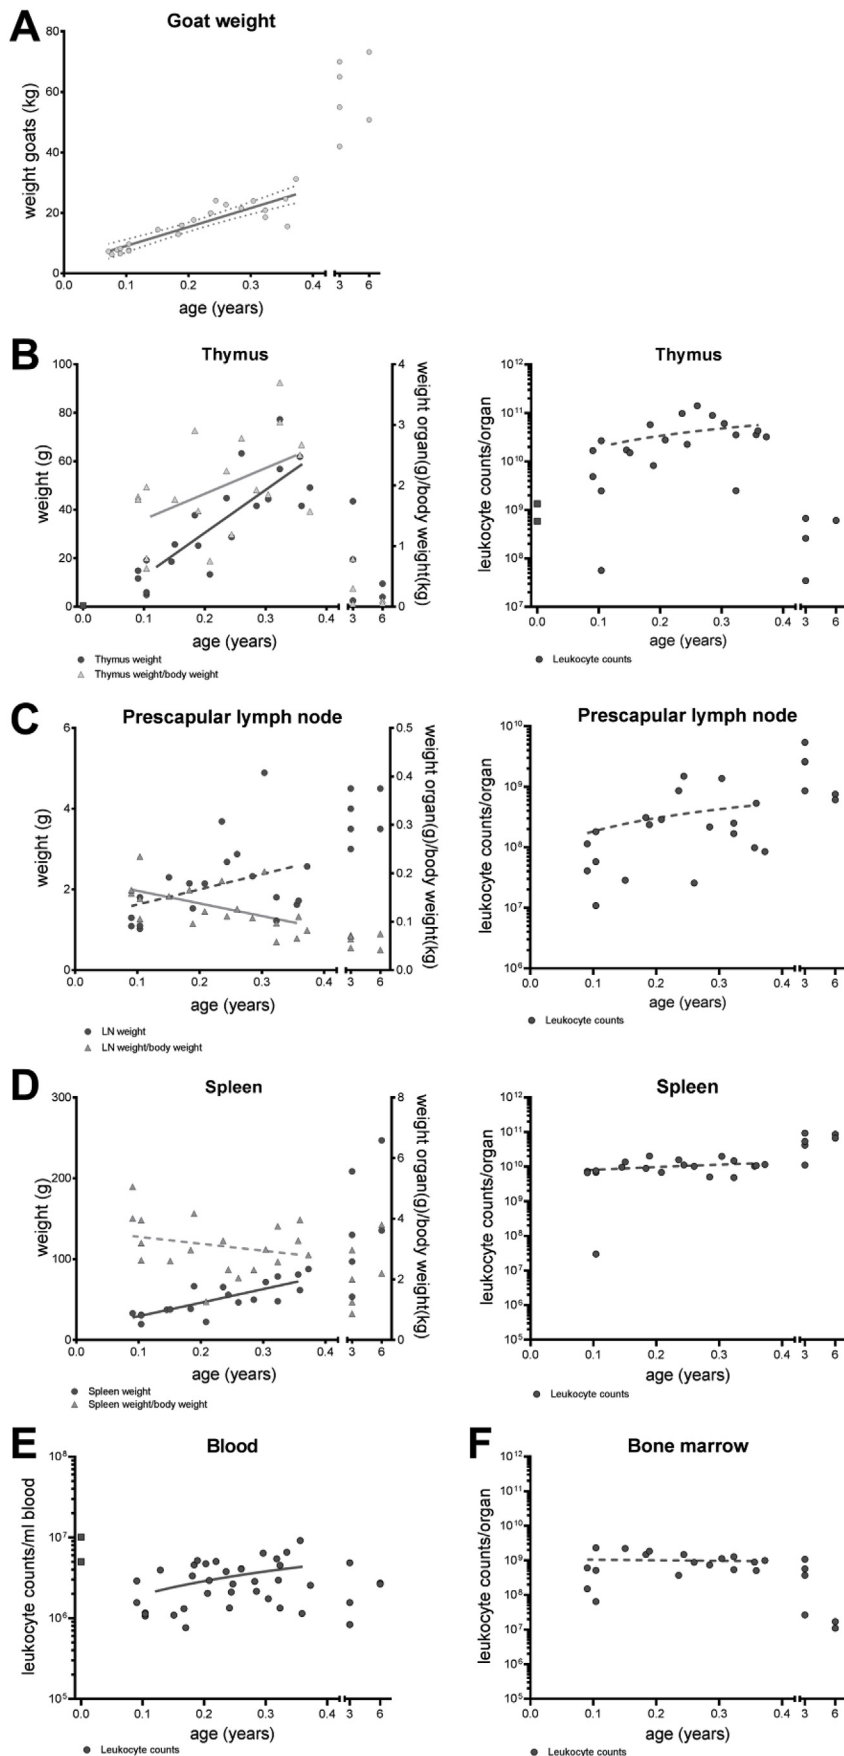 A
Goat weight
weight goats (kg)
80
60
40
20
0
0.0 0.1 0.2 0.3 0.4 3 6
age (years)
B
Thymus
weight (g)
100
80
60
40
20
0
weight organ(g)/body weight(kg)
4
3
2
1
0
0.0 0.1 0.2 0.3 0.4 3 6
age (years)
Thymus weight
Thymus weight/body weight
Thymus
leukocyte counts/organ
10¹²
10¹¹
10¹⁰
10⁹
10⁸
10⁷
0.0 0.1 0.2 0.3 0.4 3 6
age (years)
Leukocyte counts
C
Prescapular lymph node
weight (g)
6
4
2
0
weight organ(g)/body weight(kg)
0.5
0.4
0.3
0.2
0.1
0.0
0.0 0.1 0.2 0.3 0.4 3 6
age (years)
LN weight
LN weight/body weight
Prescapular lymph node
leukocyte counts/organ
10¹⁰
10⁹
10⁸
10⁷
10⁶
0.0 0.1 0.2 0.3 0.4 3 6
age (years)
Leukocyte counts
D
Spleen
weight (g)
300
200
100
0
weight organ(g)/body weight(kg)
8
6
4
2
0
0.0 0.1 0.2 0.3 0.4 3 6
age (years)
Spleen weight
Spleen weight/body weight
Spleen
leukocyte counts/organ
10¹²
10¹¹
10¹⁰
10⁹
10⁸
10⁷
10⁶
10⁵
0.0 0.1 0.2 0.3 0.4 3 6
age (years)
Leukocyte counts
E
Blood
leukocyte counts/ml blood
10⁸
10⁷
10⁶
10⁵
0.0 0.1 0.2 0.3 0.4 3 6
age (years)
Leukocyte counts
F
Bone marrow
leukocyte counts/organ
10¹²
10¹¹
10¹⁰
10⁹
10⁸
10⁷
10⁶
10⁵
0.0 0.1 0.2 0.3 0.4 3 6
age (years)
Leukocyte counts